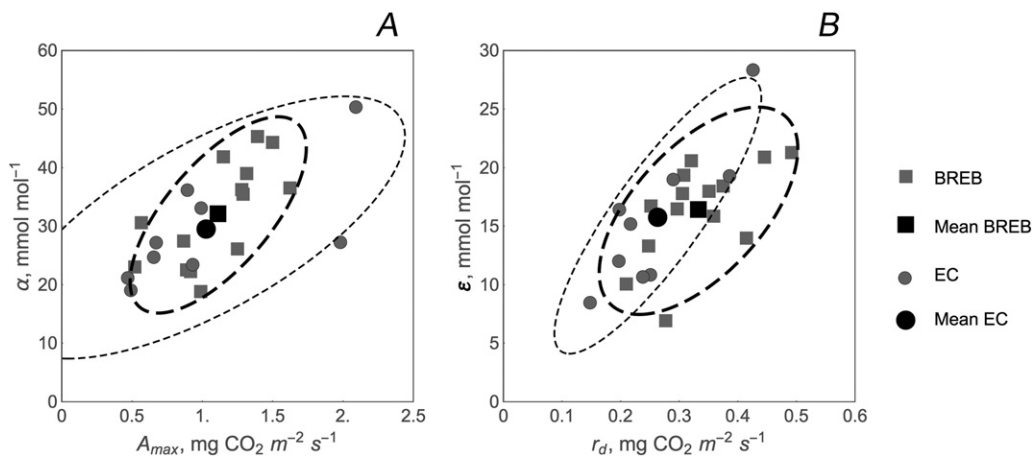 A
B
60
50
40
30
20
10
0
α, mmol mol⁻¹
0
0.5
1.0
1.5
2.0
2.5
A_max, mg CO₂ m⁻² s⁻¹
30
25
20
15
10
5
0
ε, mmol mol⁻¹
0
0.1
0.2
0.3
0.4
0.5
0.6
r_d, mg CO₂ m⁻² s⁻¹
BREB
Mean BREB
EC
Mean EC